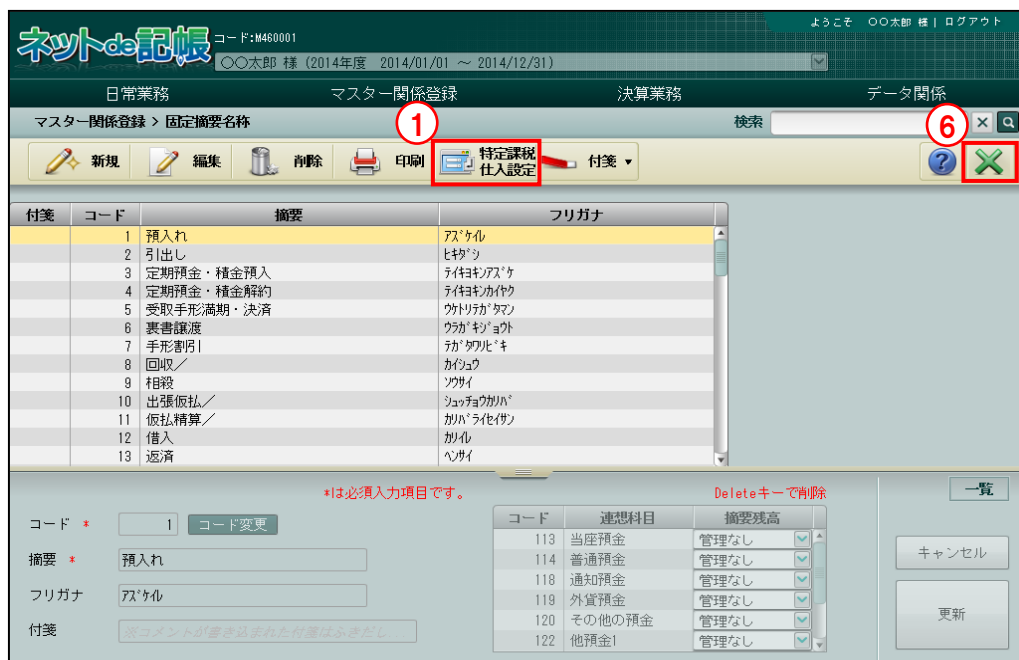 ようこそ 〇〇太郎 様 | ログアウト
ネットde記帳 コード:M460001
〇〇太郎 様 (2014年度 2014/01/01 ～ 2014/12/31)
日常業務 マスター関係登録 決算業務 データ関係
マスター関係登録 > 固定摘要名称 検索
1 6
新規 編集 削除 印刷 特定課税仕入設定 付箋
付箋 コード 摘要 フリガナ
1 預入れ ｱｽﾞｹｲﾚ
2 引出し ﾋｷﾀﾞｼ
3 定期預金・積金預入 ﾃｲｷﾖｷﾝｱｽﾞｹ
4 定期預金・積金解約 ﾃｲｷﾖｷﾝｶｲﾔｸ
5 受取手形満期・決済 ｳｹﾄﾘﾃｶﾞﾀﾏﾝ
6 裏書譲渡 ｳﾗｶﾞｷｼﾞｮｳﾄ
7 手形割引 ﾃｶﾞﾀﾜﾘﾋﾞｷ
8 回収／ ｶｲｼｭｳ
9 相殺 ｿｳｻｲ
10 出張仮払／ ｼｭｯﾁｮｳｶﾘﾊﾞ
11 仮払精算／ ｶﾘﾊﾞﾗｲｾｲｻﾝ
12 借入 ｶﾘｲﾚ
13 返済 ﾍﾝｻｲ
*は必須入力項目です。 Deleteキーで削除 一覧
コード * 1 コード変更
摘要 * 預入れ
フリガナ ｱｽﾞｹｲﾚ
付箋 ※コメントが書き込まれた付箋はふきだし...
コード 連想科目 摘要残高
113 当座預金 管理なし
114 普通預金 管理なし
118 通知預金 管理なし
119 外貨預金 管理なし
120 その他の預金 管理なし
122 他預金1 管理なし
キャンセル
更新